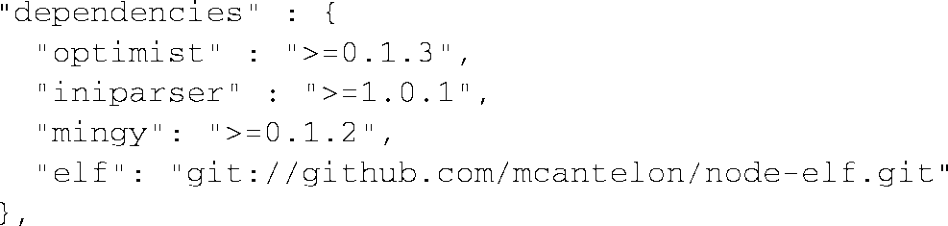 "dependencies" : {
  "optimist" : ">=0.1.3",
  "iniparser" : ">=1.0.1",
  "mingy": ">=0.1.2",
  "elf": "git://github.com/mcantelon/node-elf.git"
},